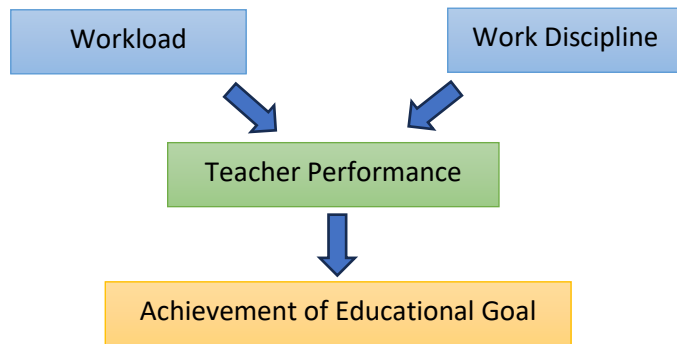 Workload
Work Discipline
Teacher Performance
Achievement of Educational Goal